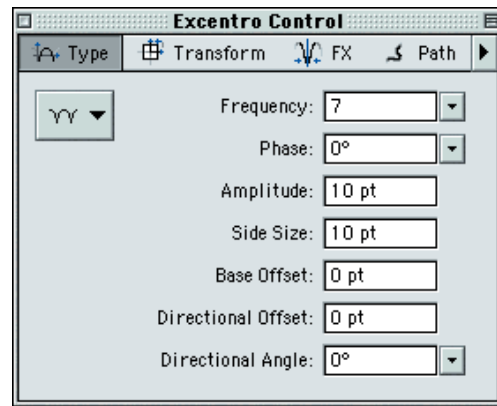 Excentro Control
Type Transform FX Path
Frequency: 7
Phase: 0°
Amplitude: 10 pt
Side Size: 10 pt
Base Offset: 0 pt
Directional Offset: 0 pt
Directional Angle: 0°